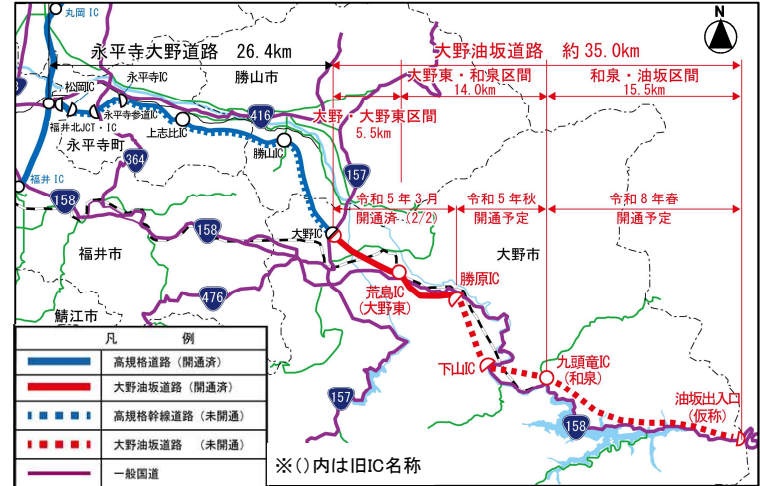 丸岡IC
N
永平寺大野道路 26.4km
大野油坂道路 約35.0km
大野東・和泉区間
14.0km
和泉・油坂区間
15.5km
大野・大野東区間
5.5km
松岡IC
永平寺IC
勝山市
福井北JCT・IC
永平寺参道IC
上志比IC
416
永平寺町
364
勝山IC
157
福井IC
158
令和5年3月
開通済(2/2)
令和5年秋
開通予定
令和8年春
開通予定
158
大野IC
福井市
大野市
476
荒島IC
(大野東)
勝原IC
鯖江市
下山IC
九頭竜IC
(和泉)
157
158
油坂出入口
(仮称)
凡 例
高規格道路(開通済)
大野油坂道路(開通済)
高規格幹線道路(未開通)
大野油坂道路 (未開通)
一般国道
※()内は旧IC名称